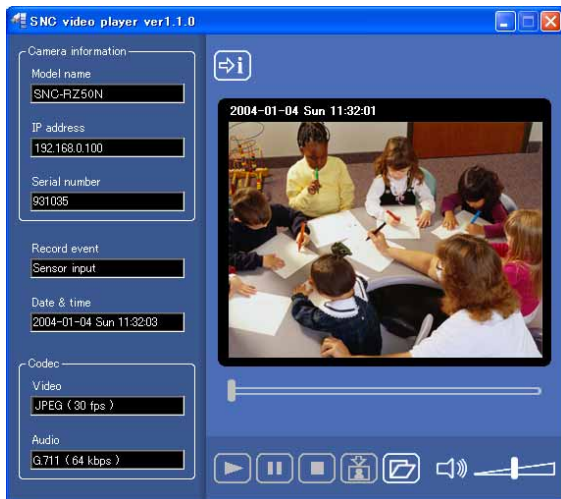 SNC video player ver1.1.0
Camera information
Model name
SNC-RZ50N
IP address
192.168.0.100
Serial number
931035
Record event
Sensor input
Date & time
2004-01-04 Sun 11:32:03
Codec
Video
JPEG ( 30 fps )
Audio
G.711 ( 64 kbps )
i
2004-01-04 Sun 11:32:01